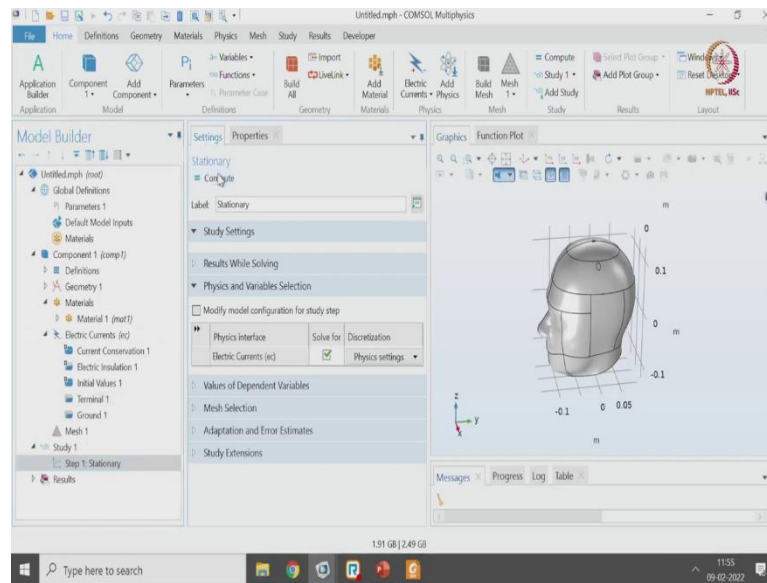 Untitled.mph - COMSOL Multiphysics
File Home Definitions Geometry Materials Physics Mesh Study Results Developer
A
Application Builder
Component 1
Add Component
Pi
Parameters
a= Variables
Functions
Parameter Case
Build All
Import
LiveLink
Add Material
Electric Currents
Add Physics
Build Mesh
Mesh 1
= Compute
Study 1
Add Study
Select Plot Group
Add Plot Group
Windows
Reset Desktop
NPTEL, IISc
Application Model Definitions Geometry Materials Physics Mesh Study Results Layout
Model Builder
Untitled.mph (root)
Global Definitions
Pi Parameters 1
Default Model Inputs
Materials
Component 1 (comp1)
Definitions
Geometry 1
Materials
Material 1 (mat1)
Electric Currents (ec)
Current Conservation 1
Electric Insulation 1
Initial Values 1
Terminal 1
Ground 1
Mesh 1
Study 1
Step 1: Stationary
Results
Settings Properties
Stationary
= Compute
Label: Stationary
Study Settings
Results While Solving
Physics and Variables Selection
Modify model configuration for study step
Physics interface Solve for Discretization
Electric Currents (ec) Physics settings
Values of Dependent Variables
Mesh Selection
Adaptation and Error Estimates
Study Extensions
Graphics Function Plot
m
0
0
0.1
0
m
-0.1
-0.1 0 0.05
m
z
y
x
Messages Progress Log Table
1.91 GB | 2.49 GB
Type here to search
11:55
09-02-2022